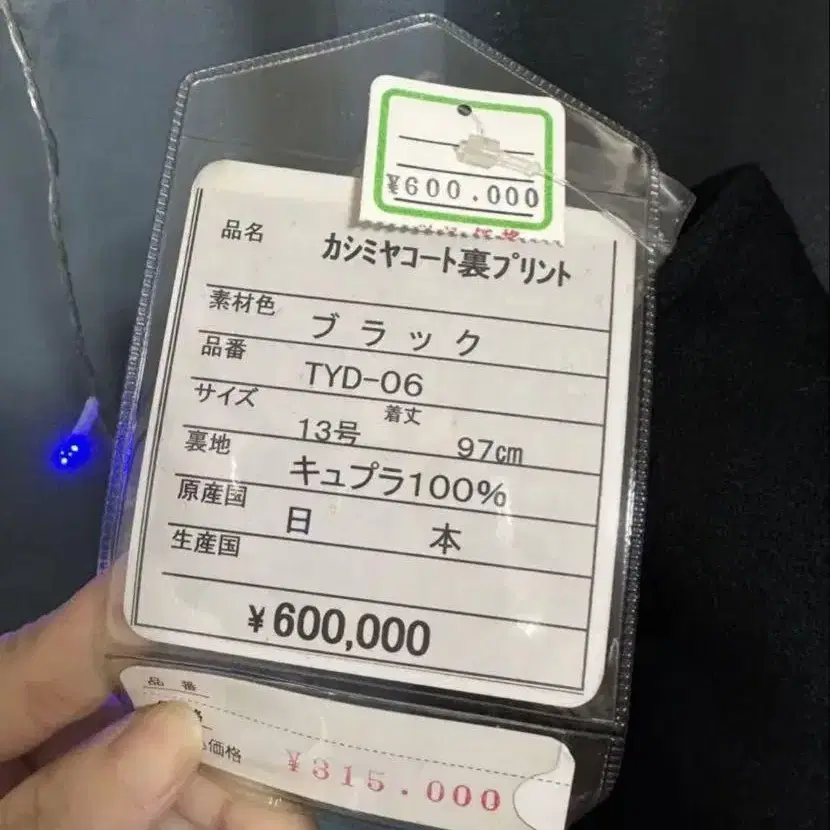 ¥600.000
品名 カシミヤコート裏プリント
素材色 ブラック
品番 TYD-06
サイズ 13号 着丈 97cm
裏地 キュプラ100%
原産国 日本
生産国
¥600,000
品番
価格
¥315.000